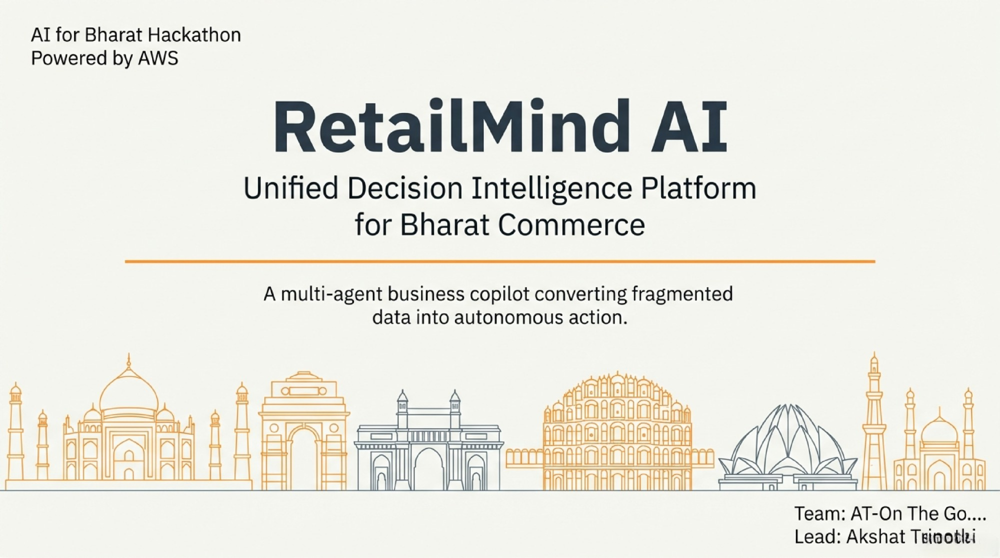 AI for Bharat Hackathon
Powered by AWS
RetailMind AI
Unified Decision Intelligence Platform
for Bharat Commerce
A multi-agent business copilot converting fragmented
data into autonomous action.
Team: AT-On The Go....
Lead: Akshat